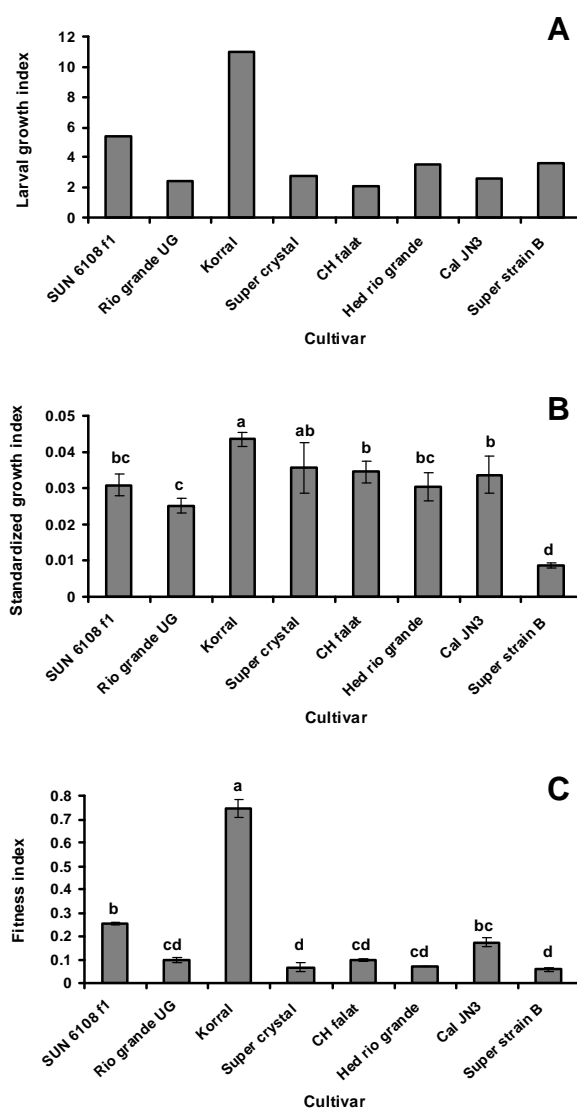 A
Larval growth index
12
10
8
6
4
2
0
SUN 6108 f1
Rio grande UG
Korral
Super crystal
CH falat
Hed rio grande
Cal JN3
Super strain B
Cultivar
B
Standardized growth index
0.05
0.04
0.03
0.02
0.01
0
bc
c
a
ab
b
bc
b
d
SUN 6108 f1
Rio grande UG
Korral
Super crystal
CH falat
Hed rio grande
Cal JN3
Super strain B
Cultivar
C
Fitness index
0.8
0.7
0.6
0.5
0.4
0.3
0.2
0.1
0
b
cd
a
d
cd
cd
bc
d
SUN 6108 f1
Rio grande UG
Korral
Super crystal
CH falat
Hed rio grande
Cal JN3
Super strain B
Cultivar